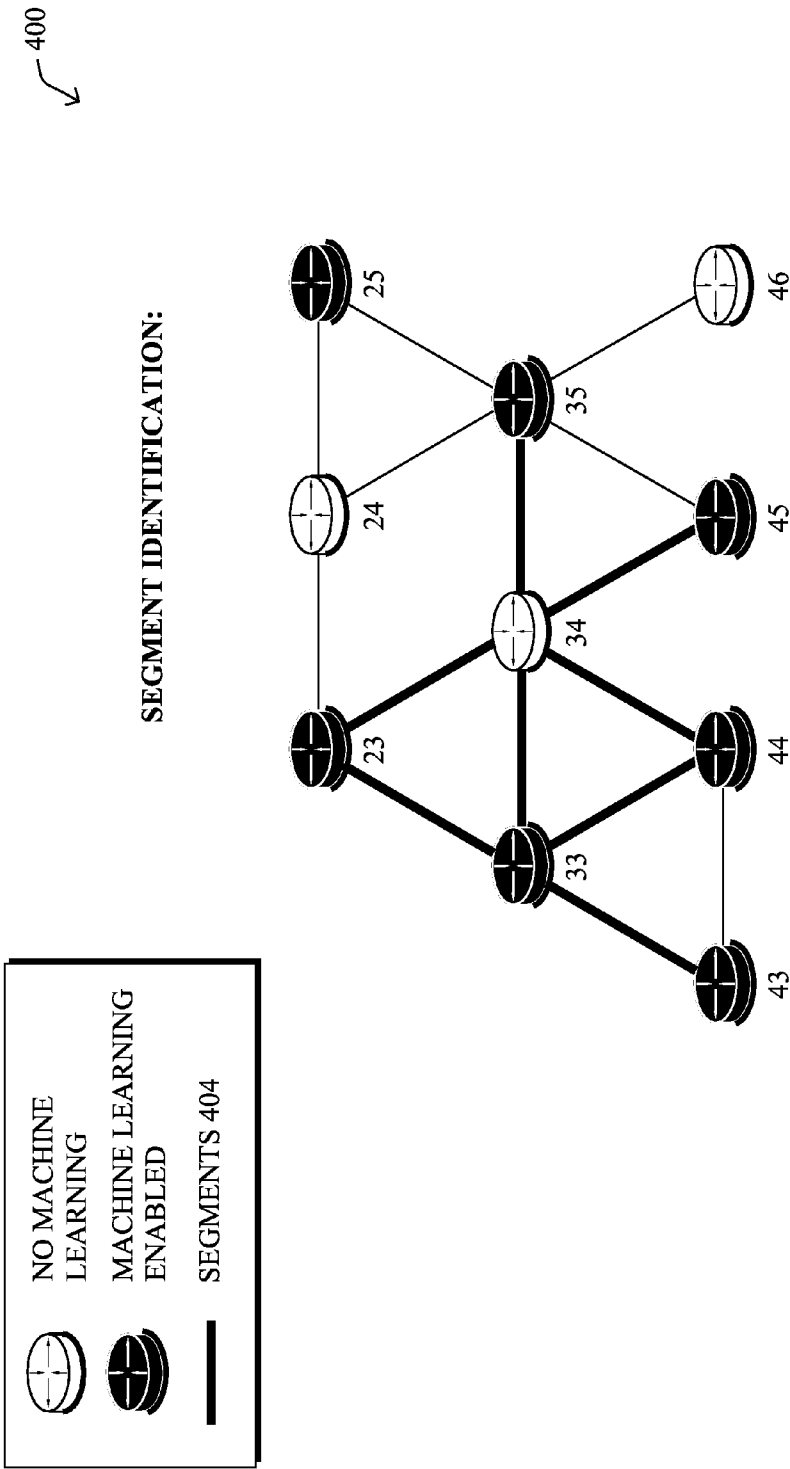 400
NO MACHINE
LEARNING
MACHINE LEARNING
ENABLED
SEGMENTS 404
SEGMENT IDENTIFICATION:
23
24
25
33
34
35
43
44
45
46